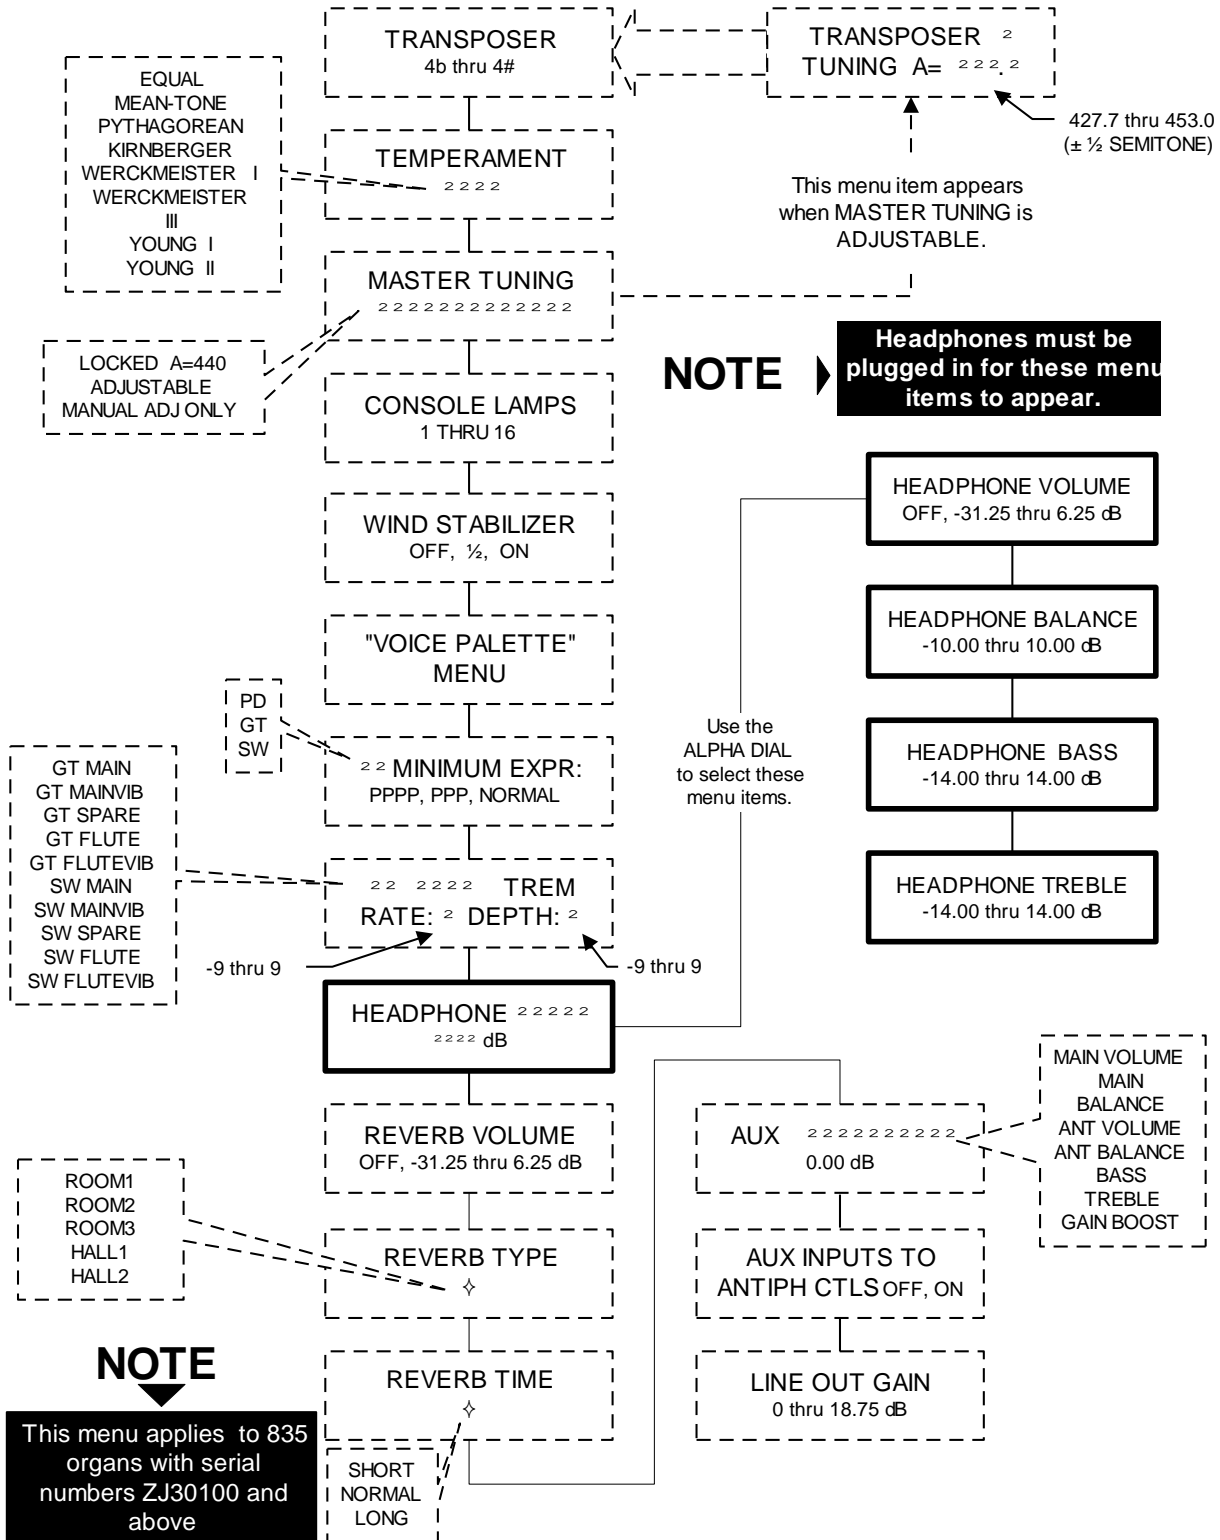 TRANSPOSER
4b thru 4#
TRANSPOSER 2
TUNING A= 222.2
427.7 thru 453.0
(± ½ SEMITONE)
EQUAL
MEAN-TONE
PYTHAGOREAN
KIRNBERGER
WERCKMEISTER I
WERCKMEISTER
III
YOUNG I
YOUNG II
TEMPERAMENT
2222
This menu item appears
when MASTER TUNING is
ADJUSTABLE.
MASTER TUNING
2222222222222
LOCKED A=440
ADJUSTABLE
MANUAL ADJ ONLY
NOTE
Headphones must be
plugged in for these menu
items to appear.
CONSOLE LAMPS
1 THRU 16
WIND STABILIZER
OFF, ½, ON
"VOICE PALETTE"
MENU
PD
GT
SW
22 MINIMUM EXPR:
PPPP, PPP, NORMAL
GT MAIN
GT MAINVIB
GT SPARE
GT FLUTE
GT FLUTEVIB
SW MAIN
SW MAINVIB
SW SPARE
SW FLUTE
SW FLUTEVIB
22 2222 TREM
RATE: 2 DEPTH: 2
-9 thru 9
-9 thru 9
HEADPHONE 22222
2222 dB
Use the
ALPHA DIAL
to select these
menu items.
HEADPHONE VOLUME
OFF, -31.25 thru 6.25 dB
HEADPHONE BALANCE
-10.00 thru 10.00 dB
HEADPHONE BASS
-14.00 thru 14.00 dB
HEADPHONE TREBLE
-14.00 thru 14.00 dB
REVERB VOLUME
OFF, -31.25 thru 6.25 dB
ROOM1
ROOM2
ROOM3
HALL1
HALL2
REVERB TYPE
✧
REVERB TIME
✧
SHORT
NORMAL
LONG
AUX 2222222222
0.00 dB
MAIN VOLUME
MAIN
BALANCE
ANT VOLUME
ANT BALANCE
BASS
TREBLE
GAIN BOOST
AUX INPUTS TO
ANTIPH CTLS OFF, ON
LINE OUT GAIN
0 thru 18.75 dB
NOTE
This menu applies to 835
organs with serial
numbers ZJ30100 and
above